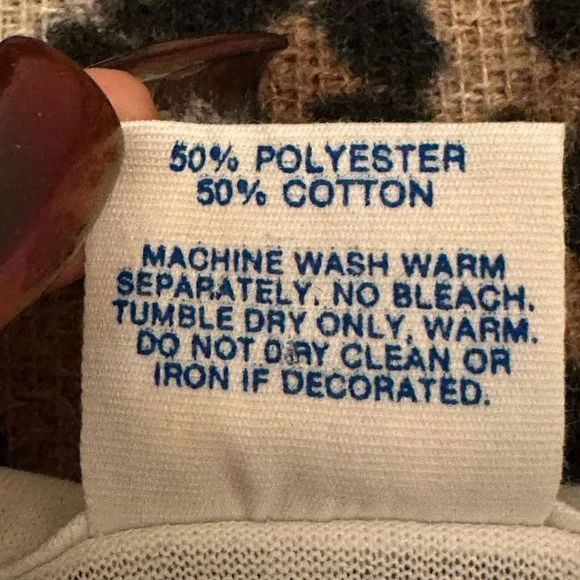 50% POLYESTER
50% COTTON
MACHINE WASH WARM
SEPARATELY. NO BLEACH.
TUMBLE DRY ONLY, WARM.
DO NOT DRY CLEAN OR
IRON IF DECORATED.